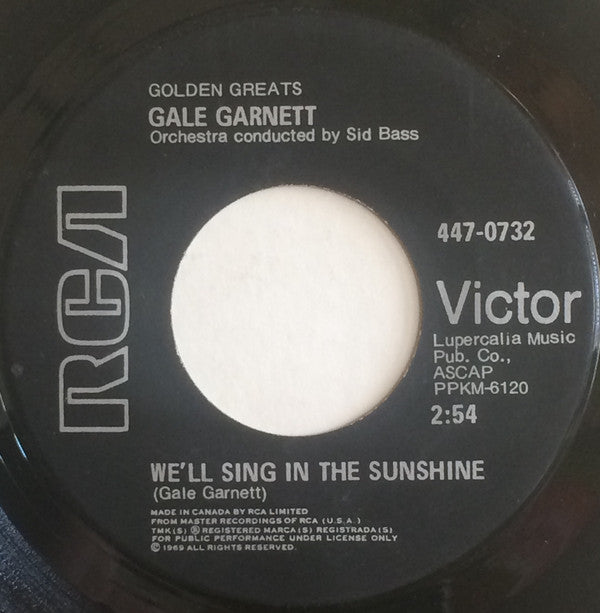 GOLDEN GREATS
GALE GARNETT
Orchestra conducted by Sid Bass
RCA
447-0732
Victor
Lupercalia Music
Pub. Co.,
ASCAP
PPKM-6120
2:54
WE'LL SING IN THE SUNSHINE
(Gale Garnett)
MADE IN CANADA BY RCA LIMITED
FROM MASTER RECORDINGS OF RCA (U.S.A.)
TMK(S) ® REGISTERED MARCA(S) REGISTRADA(S)
FOR PUBLIC PERFORMANCE UNDER LICENSE ONLY
© 1969 ALL RIGHTS RESERVED.